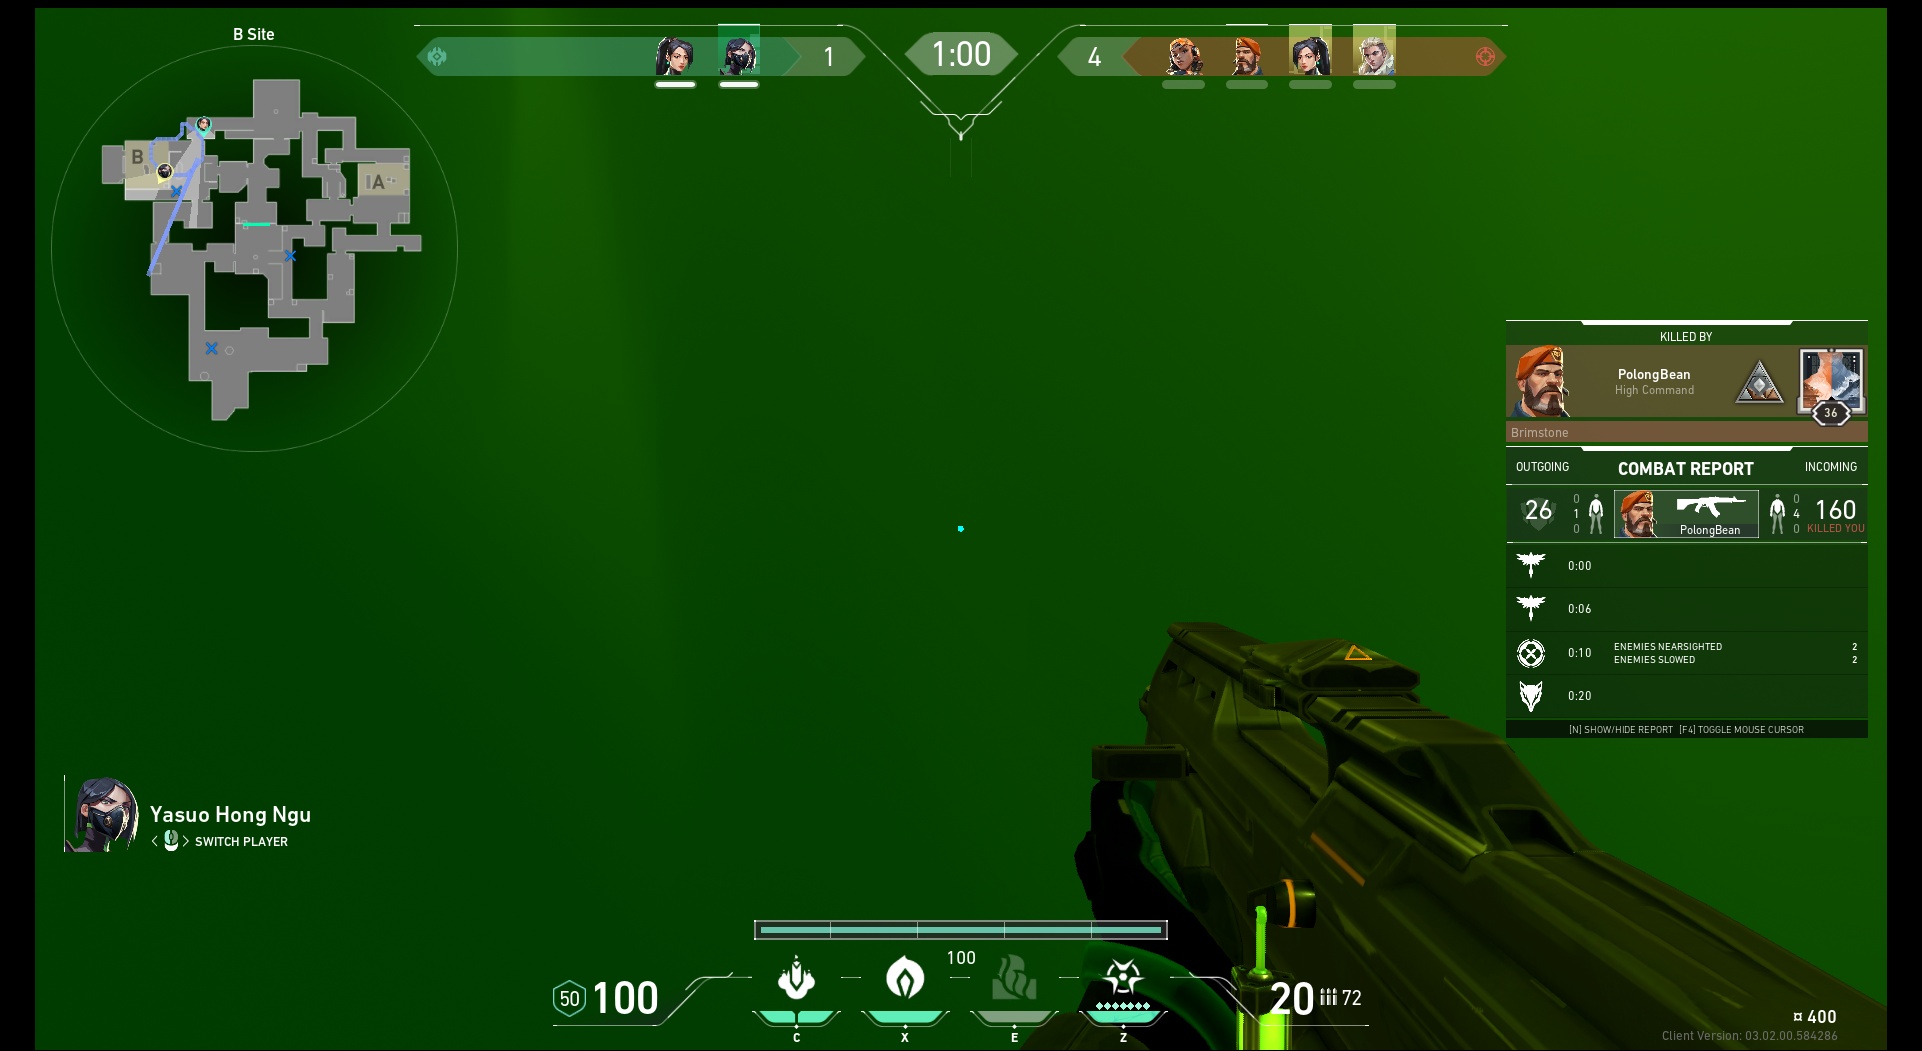 B Site
1
1:00
4
B
A
KILLED BY
PolongBean
High Command
36
Brimstone
OUTGOING
COMBAT REPORT
INCOMING
26
0
1
0
PolongBean
0
4
0
160
KILLED YOU
0:00
0:06
0:10
ENEMIES NEARSIGHTED 2
ENEMIES SLOWED 2
0:20
[N] SHOW/HIDE REPORT [F4] TOGGLE MOUSE CURSOR
Yasuo Hong Ngu
< > SWITCH PLAYER
100
50 100
C X E Z
20 72
¤ 400
Client Version: 03.02.00.584286